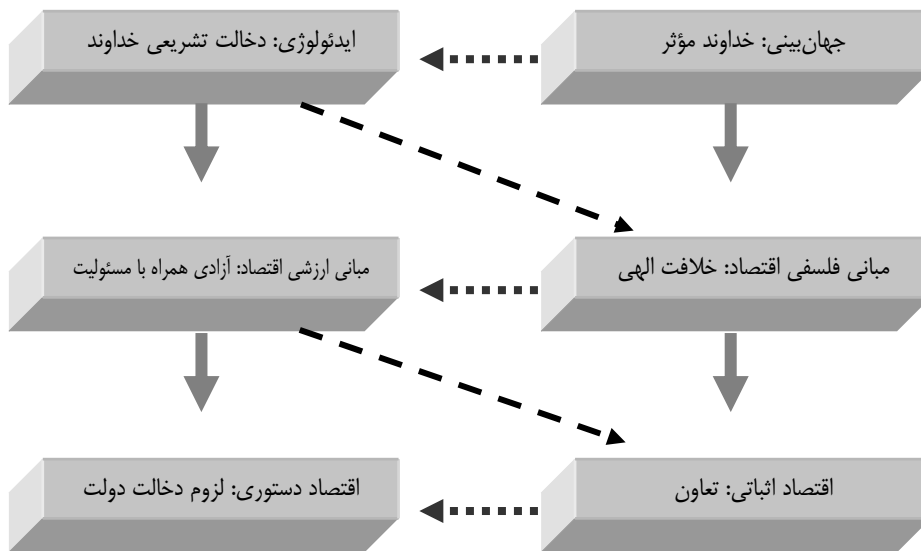 جهان‌بینی: خداوند مؤثر
ایدئولوژی: دخالت تشریعی خداوند
مبانی فلسفی اقتصاد: خلافت الهی
مبانی ارزشی اقتصاد: آزادی همراه با مسئولیت
اقتصاد اثباتی: تعاون
اقتصاد دستوری: لزوم دخالت دولت